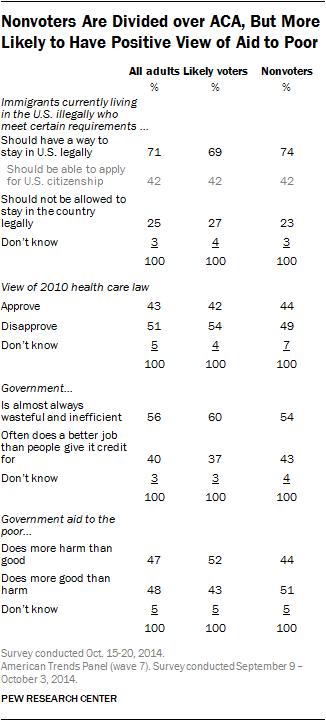 Nonvoters Are Divided over ACA, But More
Likely to Have Positive View of Aid to Poor
All adults Likely voters Nonvoters
% % %
Immigrants currently living
in the U.S. illegally who
meet certain requirements ...
Should have a way to
stay in U.S. legally 71 69 74
Should be able to apply
for U.S. citizenship 42 42 42
Should not be allowed to
stay in the country
legally 25 27 23
Don't know 3 4 3
100 100 100
View of 2010 health care law
Approve 43 42 44
Disapprove 51 54 49
Don't know 5 4 7
100 100 100
Government...
Is almost always
wasteful and inefficient 56 60 54
Often does a better job
than people give it credit
for 40 37 43
Don't know 3 3 4
100 100 100
Government aid to the
poor...
Does more harm than
good 47 52 44
Does more good than
harm 48 43 51
Don't know 5 5 5
100 100 100
Survey conducted Oct. 15-20, 2014.
American Trends Panel (wave 7). Survey conducted September 9 –
October 3, 2014.
PEW RESEARCH CENTER